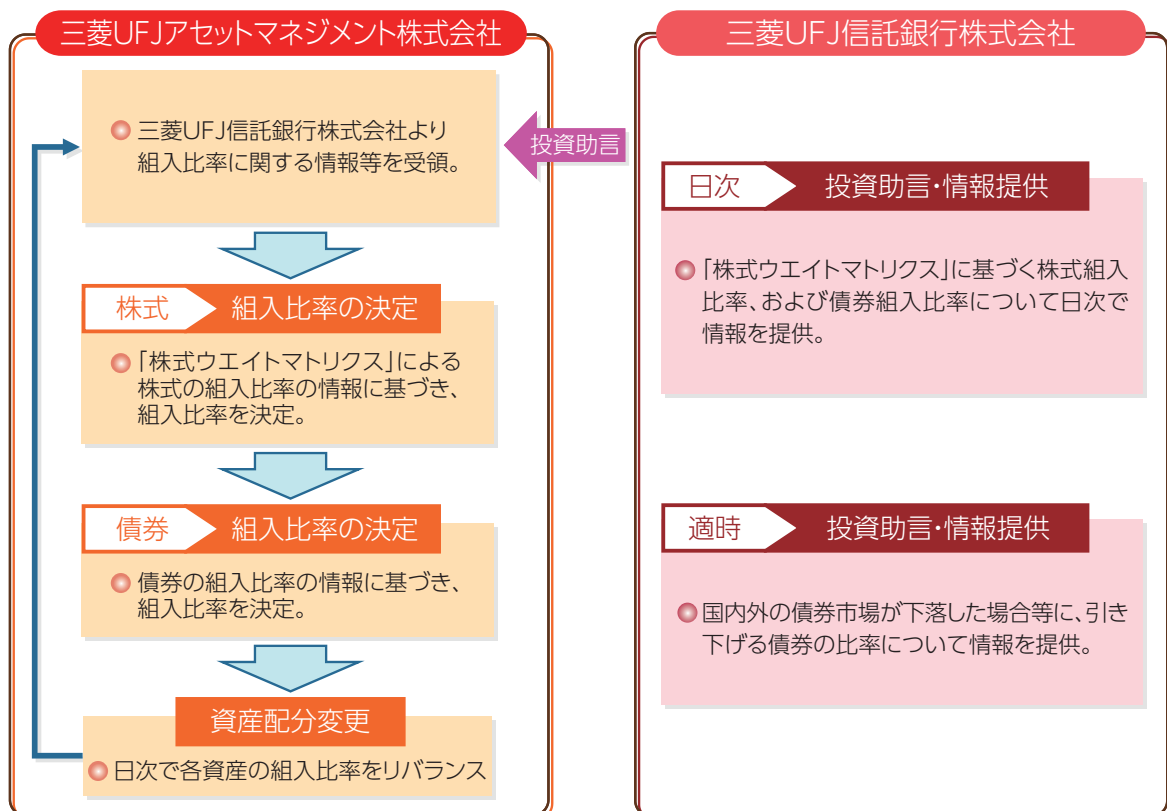 三菱UFJアセットマネジメント株式会社
三菱UFJ信託銀行株式会社より
組入比率に関する情報等を受領。
株式
組入比率の決定
「株式ウエイトマトリクス」による
株式の組入比率の情報に基づき、
組入比率を決定。
債券
組入比率の決定
債券の組入比率の情報に基づき、
組入比率を決定。
資産配分変更
日次で各資産の組入比率をリバランス
投資助言
三菱UFJ信託銀行株式会社
日次
投資助言・情報提供
「株式ウエイトマトリクス」に基づく株式組入
比率、および債券組入比率について日次で
情報を提供。
適時
投資助言・情報提供
国内外の債券市場が下落した場合等に、引き
下げる債券の比率について情報を提供。